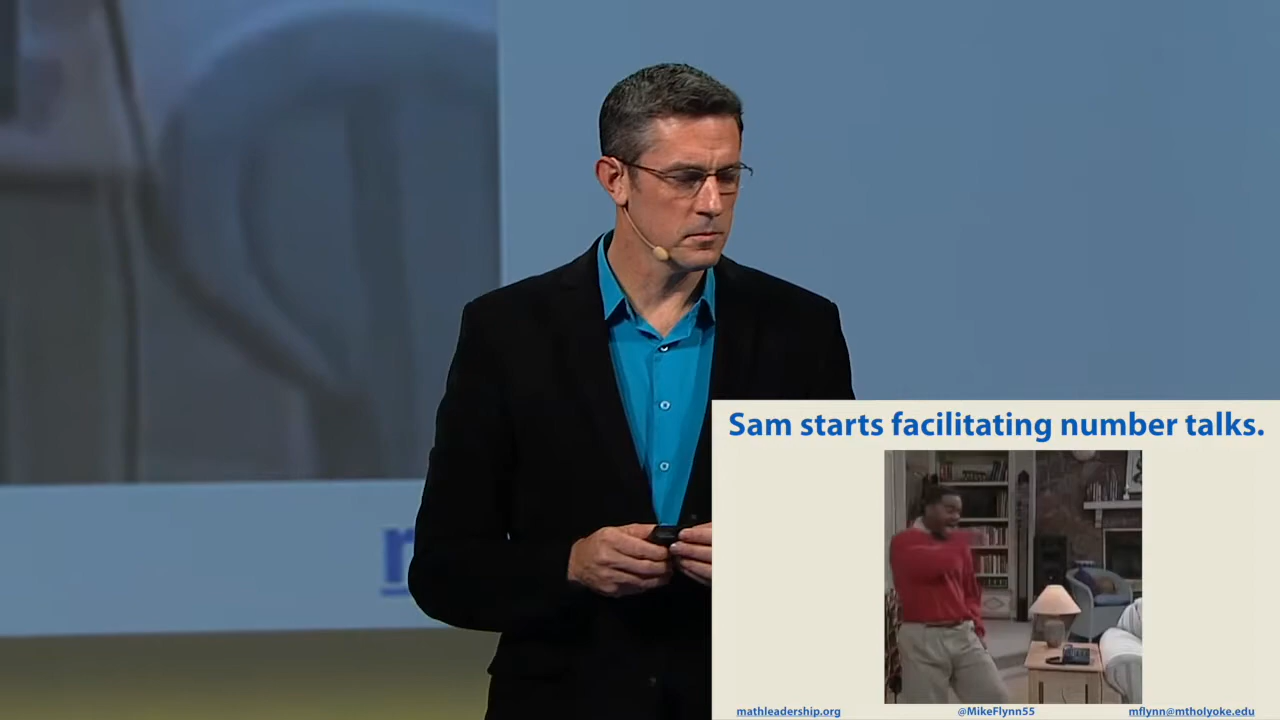 Sam starts facilitating number talks.
mathleadership.org
@MikeFlynn55
mflynn@mtholyoke.edu